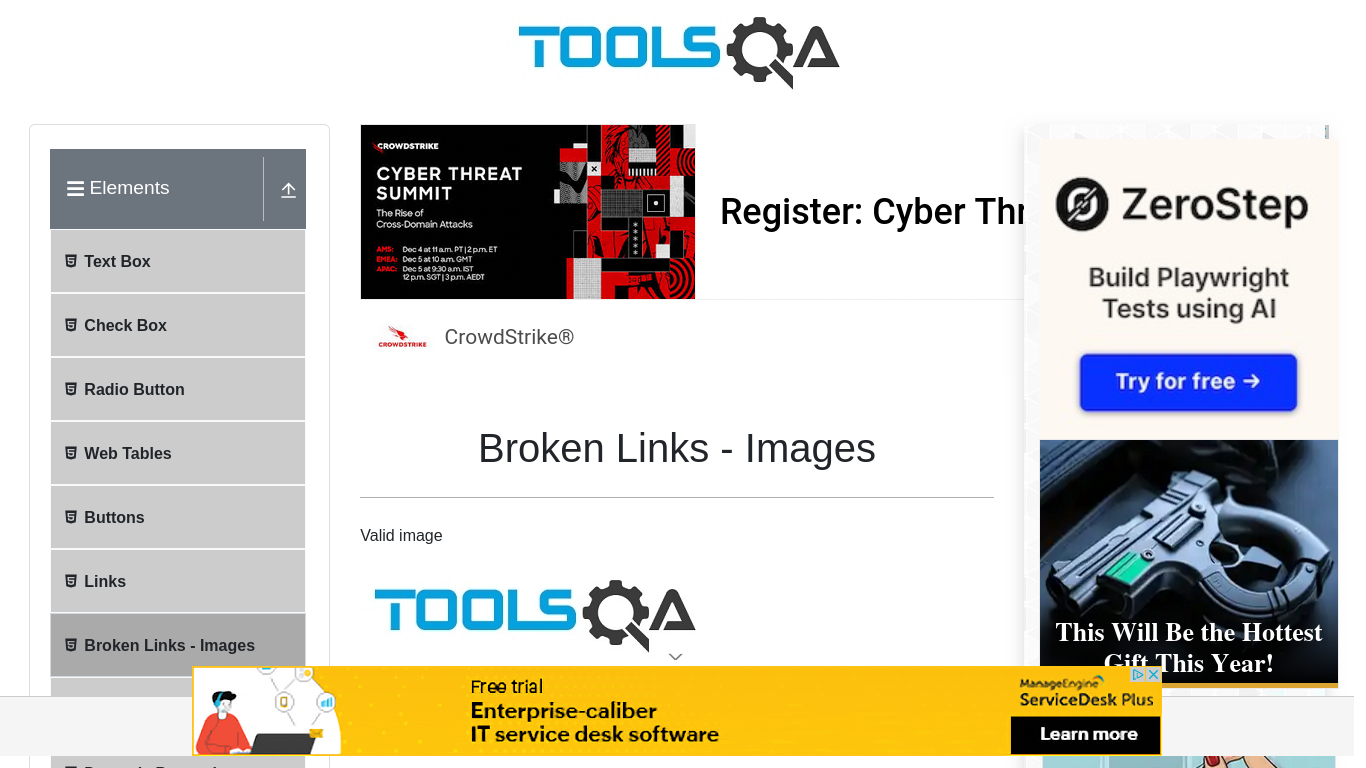 TOOLSQA
Elements
Text Box
Check Box
Radio Button
Web Tables
Buttons
Links
Broken Links - Images
CROWDSTRIKE
CYBER THREAT
SUMMIT
The Rise of
Cross-Domain Attacks
AMS: Dec 4 at 11 a.m. PT | 2 p.m. ET
EMEA: Dec 5 at 10 a.m. GMT
APAC: Dec 5 at 9:30 a.m. IST
12 p.m. SGT | 3 p.m. AEDT
Register: Cyber Thr
CROWDSTRIKE
CrowdStrike®
Broken Links - Images
Valid image
TOOLSQA
ZeroStep
Build Playwright
Tests using AI
Try for free →
This Will Be the Hottest
Gift This Year!
Free trial
Enterprise-caliber
IT service desk software
ManageEngine
ServiceDesk Plus
Learn more